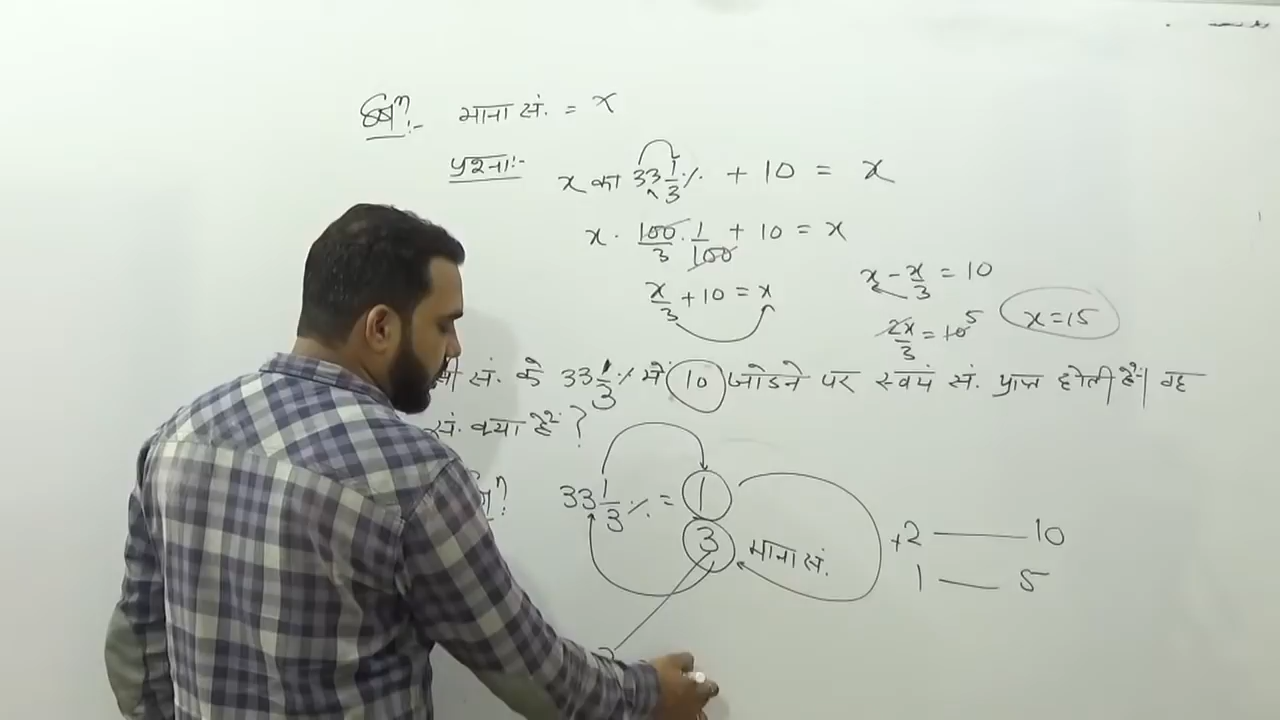 माना सं. = x
प्रश्नाः-
x का 33 1/3 % + 10 = x
x · 100/3 · 1/100 + 10 = x
x/3 + 10 = x
x - x/3 = 10
2x/3 = 10 5
x = 15
सं. के 33 1/3 % में 10 जोडने पर स्वयं सं. प्राप्त होती है। वह
सं. क्या है ?
33 1/3 % = 1/3
माना सं.
+2 — 10
1 — 5